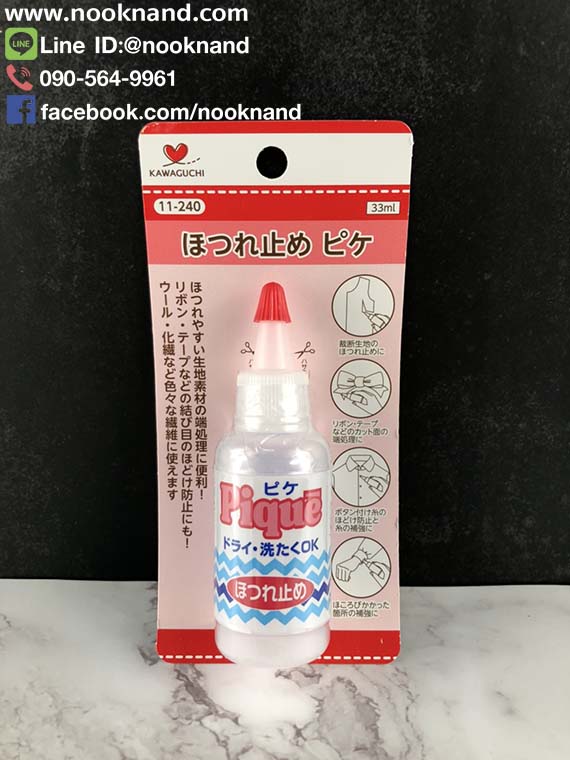 www.nooknand.com
LINE
Line ID:@nooknand
090-564-9961
facebook.com/nooknand
KAWAGUCHI
11-240
33ml
ほつれ止め ピケ
ほつれやすい生地素材の端処理に便利！
リボン・テープなどの結び目のほどけ防止にも！
ウール・化繊など色々な繊維に使えます
裁断生地の
ほつれ止めに
リボン・テープ
などのカット面の
端処理に
ボタン付け糸の
ほどけ防止と
糸の補強に
ほころびかかった
箇所の補強に
ピケ
Piquē
ドライ・洗たくOK
ほつれ止め